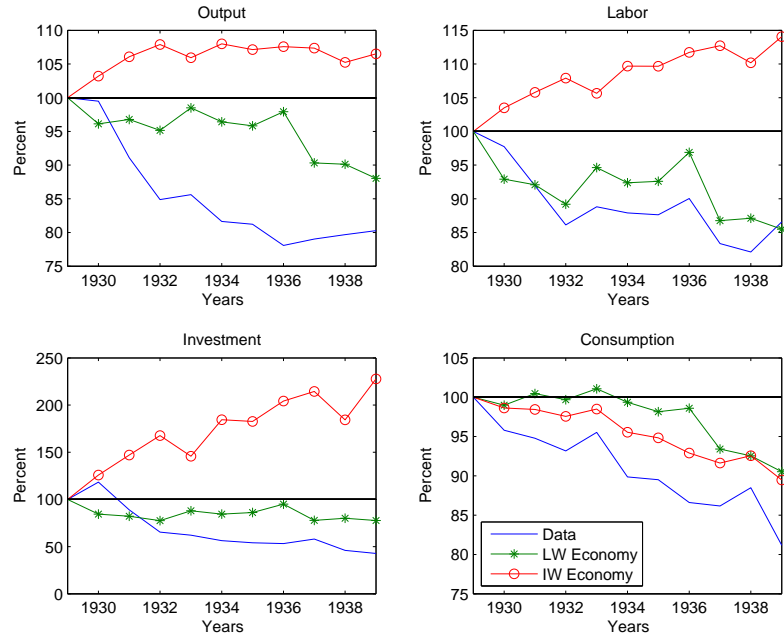 Output
Percent
110
105
100
95
90
85
80
75
1930 1932 1934 1936 1938
Years
Labor
Percent
115
110
105
100
95
90
85
80
1930 1932 1934 1936 1938
Years
Investment
Percent
250
200
150
100
50
0
1930 1932 1934 1936 1938
Years
Consumption
Percent
105
100
95
90
85
80
75
Data
LW Economy
IW Economy
1930 1932 1934 1936 1938
Years